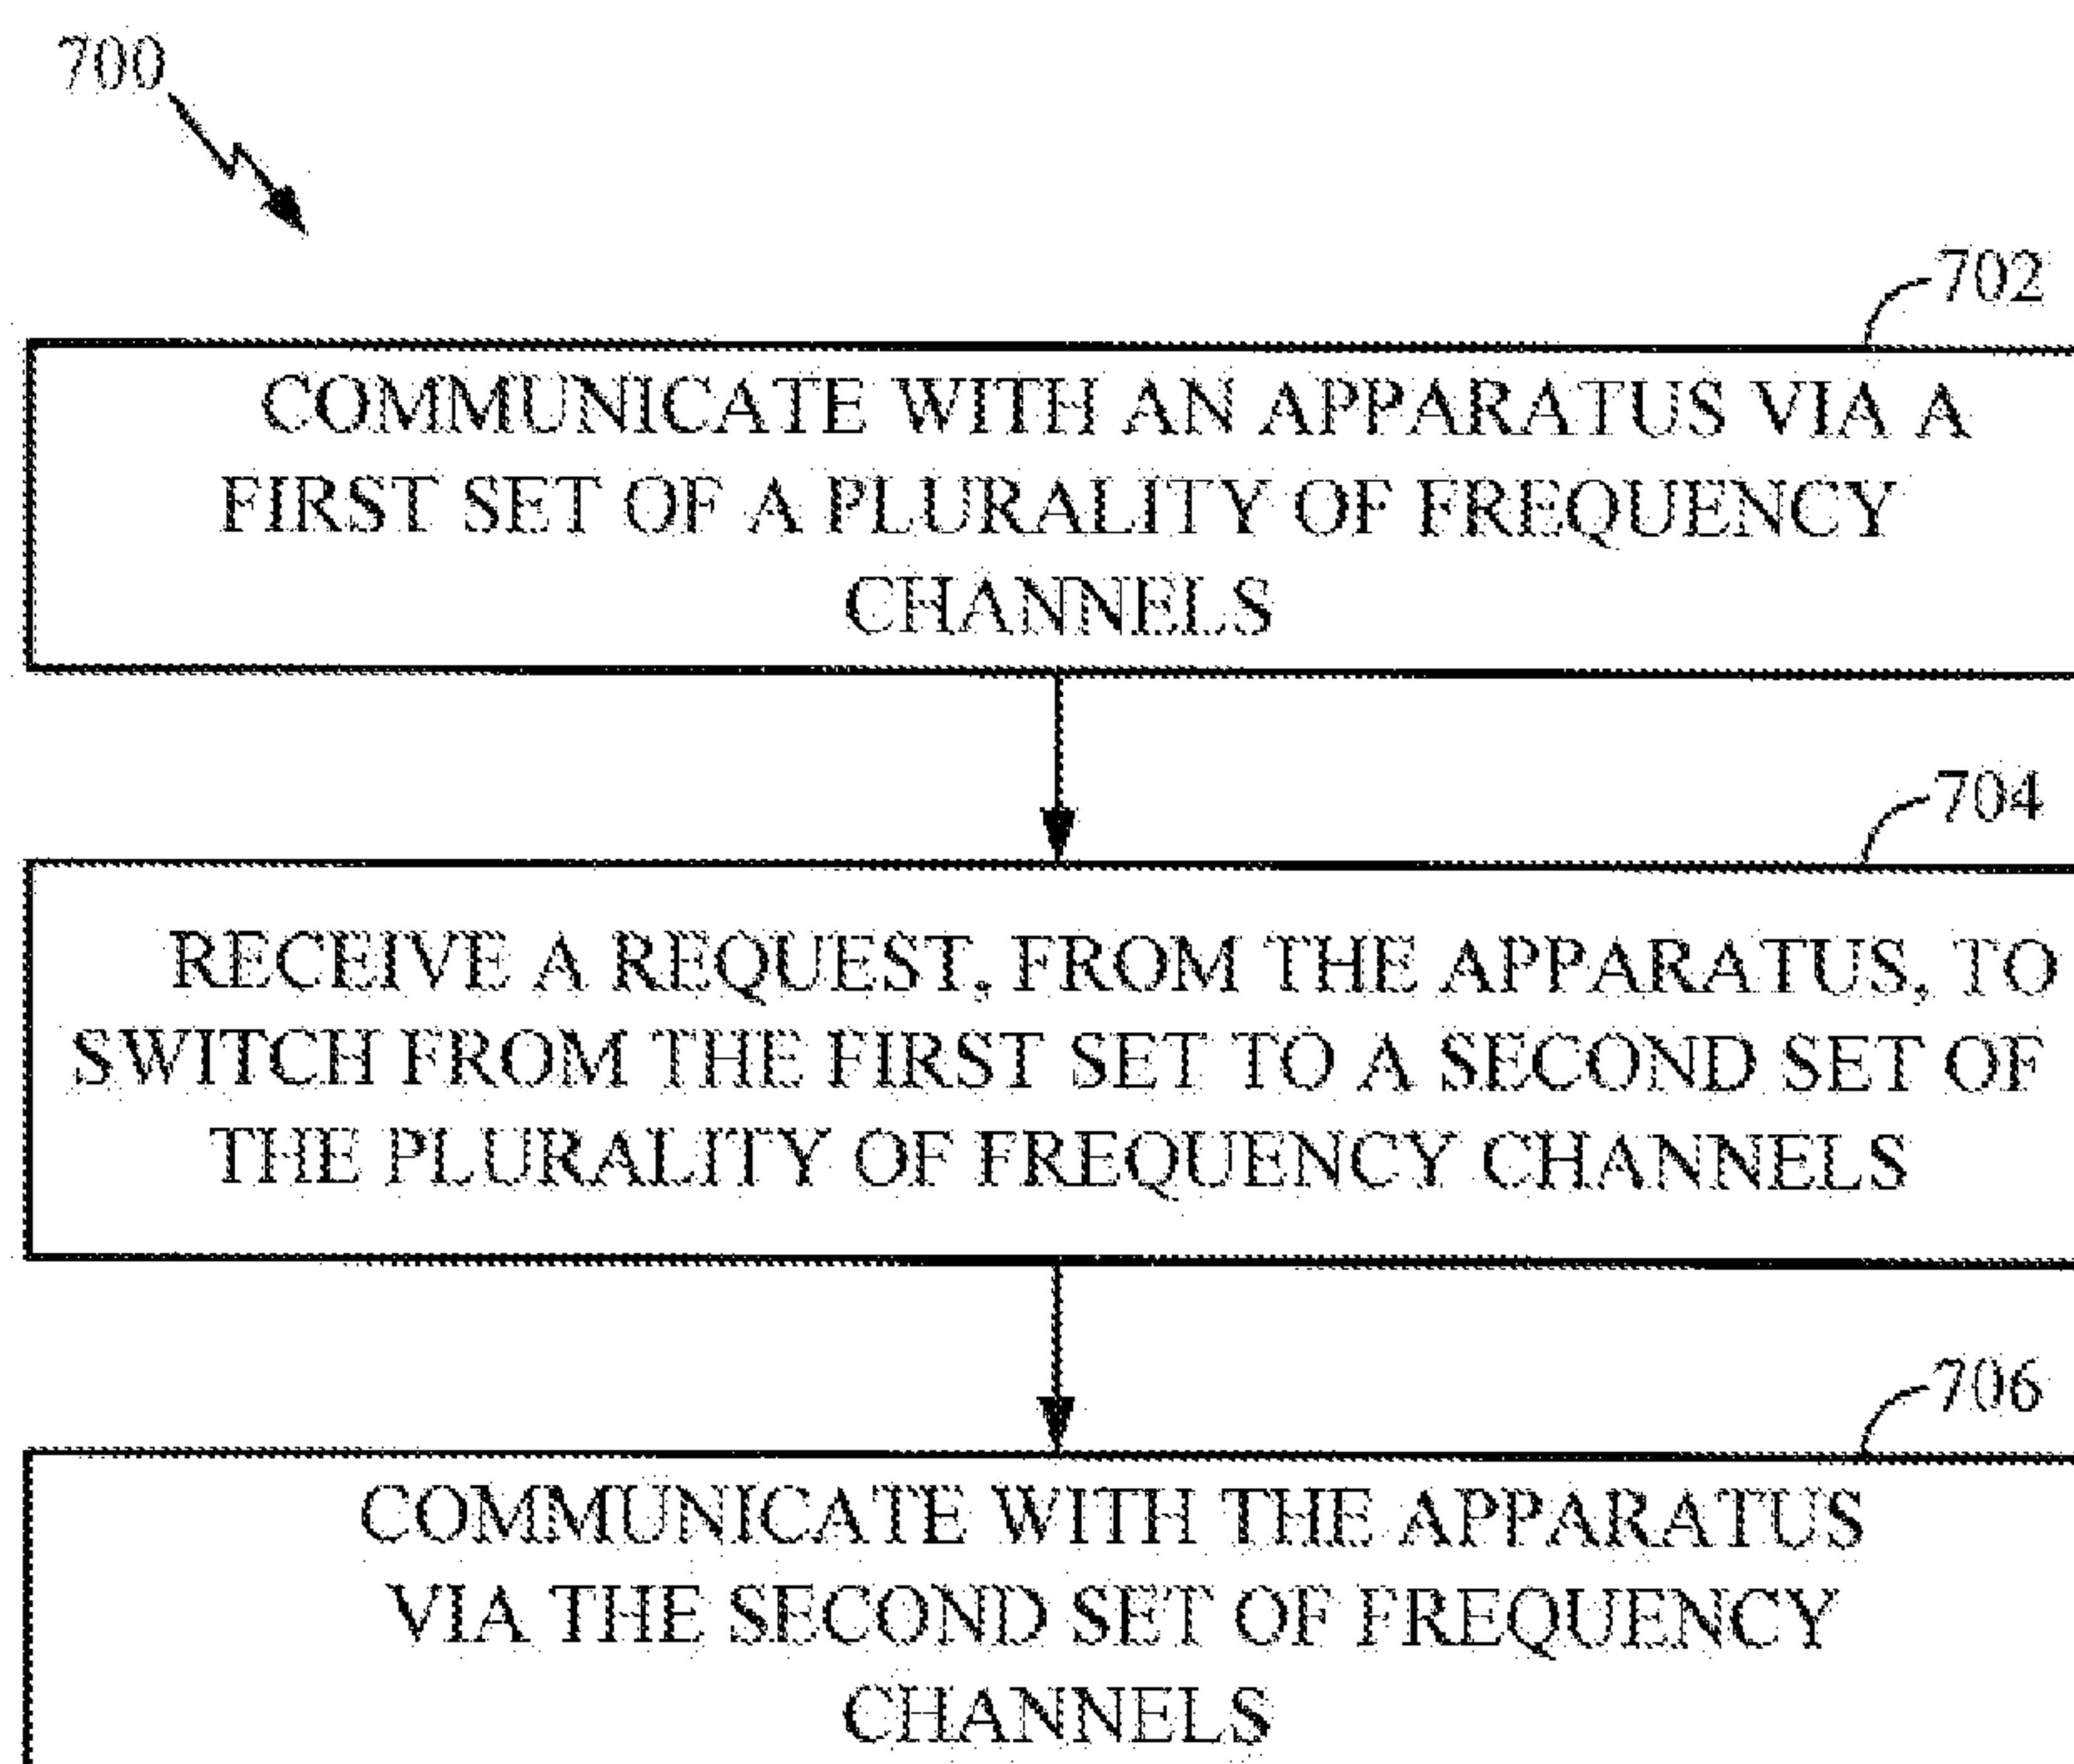 700
702
COMMUNICATE WITH AN APPARATUS VIA A
FIRST SET OF A PLURALITY OF FREQUENCY
CHANNELS
704
RECEIVE A REQUEST, FROM THE APPARATUS, TO
SWITCH FROM THE FIRST SET TO A SECOND SET OF
THE PLURALITY OF FREQUENCY CHANNELS
706
COMMUNICATE WITH THE APPARATUS
VIA THE SECOND SET OF FREQUENCY
CHANNELS